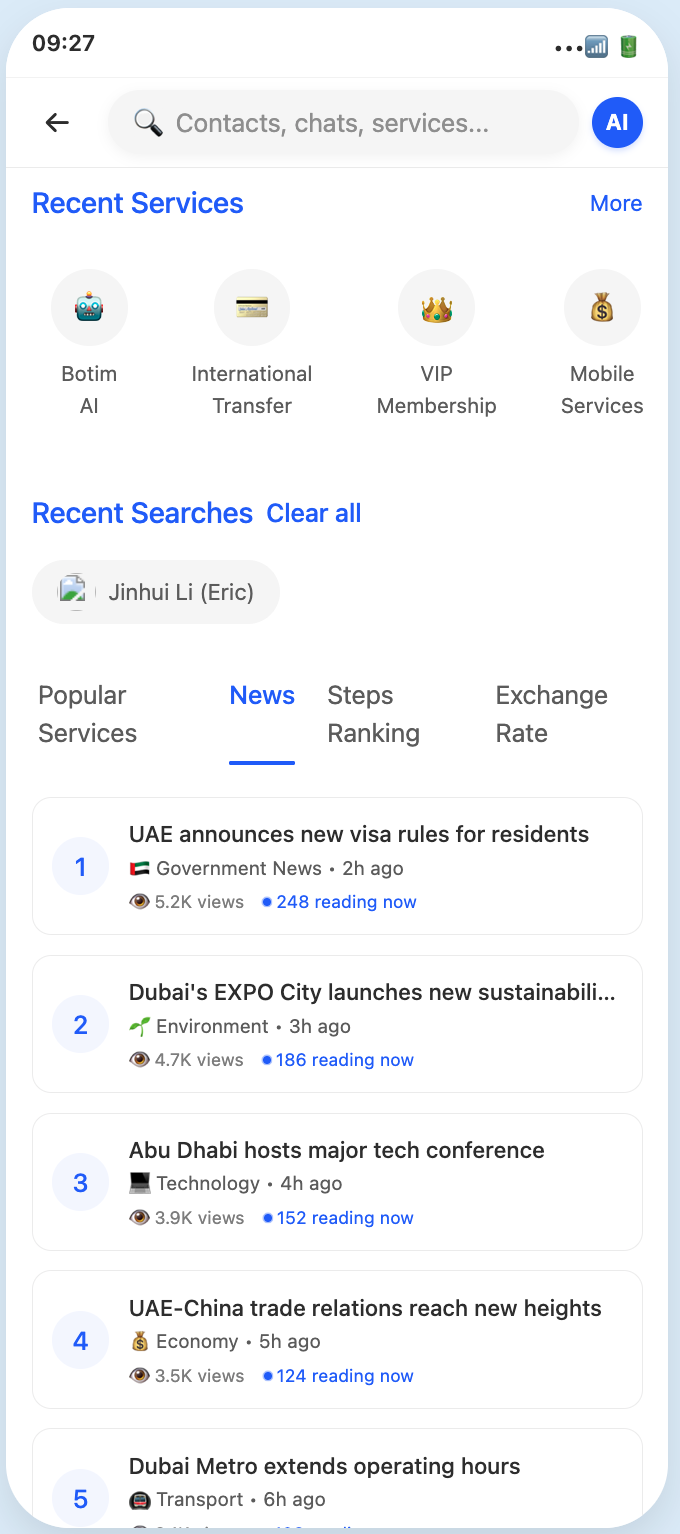 09:27
Contacts, chats, services...
AI
Recent Services
More
Botim
AI
International
Transfer
VIP
Membership
Mobile
Services
Recent Searches Clear all
Jinhui Li (Eric)
Popular
Services
News
Steps
Ranking
Exchange
Rate
1
UAE announces new visa rules for residents
Government News • 2h ago
5.2K views 248 reading now
2
Dubai's EXPO City launches new sustainabili...
Environment • 3h ago
4.7K views 186 reading now
3
Abu Dhabi hosts major tech conference
Technology • 4h ago
3.9K views 152 reading now
4
UAE-China trade relations reach new heights
Economy • 5h ago
3.5K views 124 reading now
5
Dubai Metro extends operating hours
Transport • 6h ago